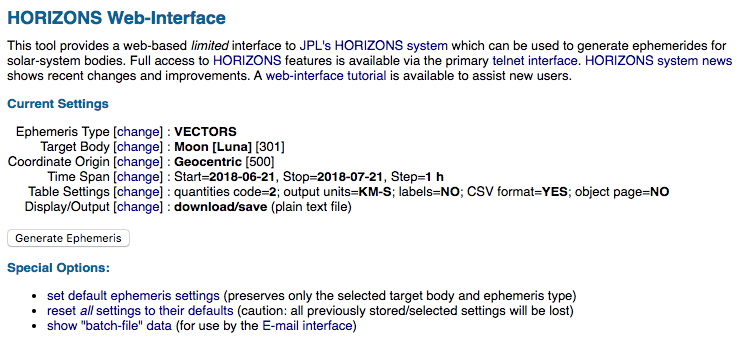 HORIZONS Web-Interface
This tool provides a web-based limited interface to JPL's HORIZONS system which can be used to generate ephemerides for
solar-system bodies. Full access to HORIZONS features is available via the primary telnet interface. HORIZONS system news
shows recent changes and improvements. A web-interface tutorial is available to assist new users.
Current Settings
Ephemeris Type [change] : VECTORS
Target Body [change] : Moon [Luna] [301]
Coordinate Origin [change] : Geocentric [500]
Time Span [change] : Start=2018-06-21, Stop=2018-07-21, Step=1 h
Table Settings [change] : quantities code=2; output units=KM-S; labels=NO; CSV format=YES; object page=NO
Display/Output [change] : download/save (plain text file)
Generate Ephemeris
Special Options:
• set default ephemeris settings (preserves only the selected target body and ephemeris type)
• reset all settings to their defaults (caution: all previously stored/selected settings will be lost)
• show "batch-file" data (for use by the E-mail interface)